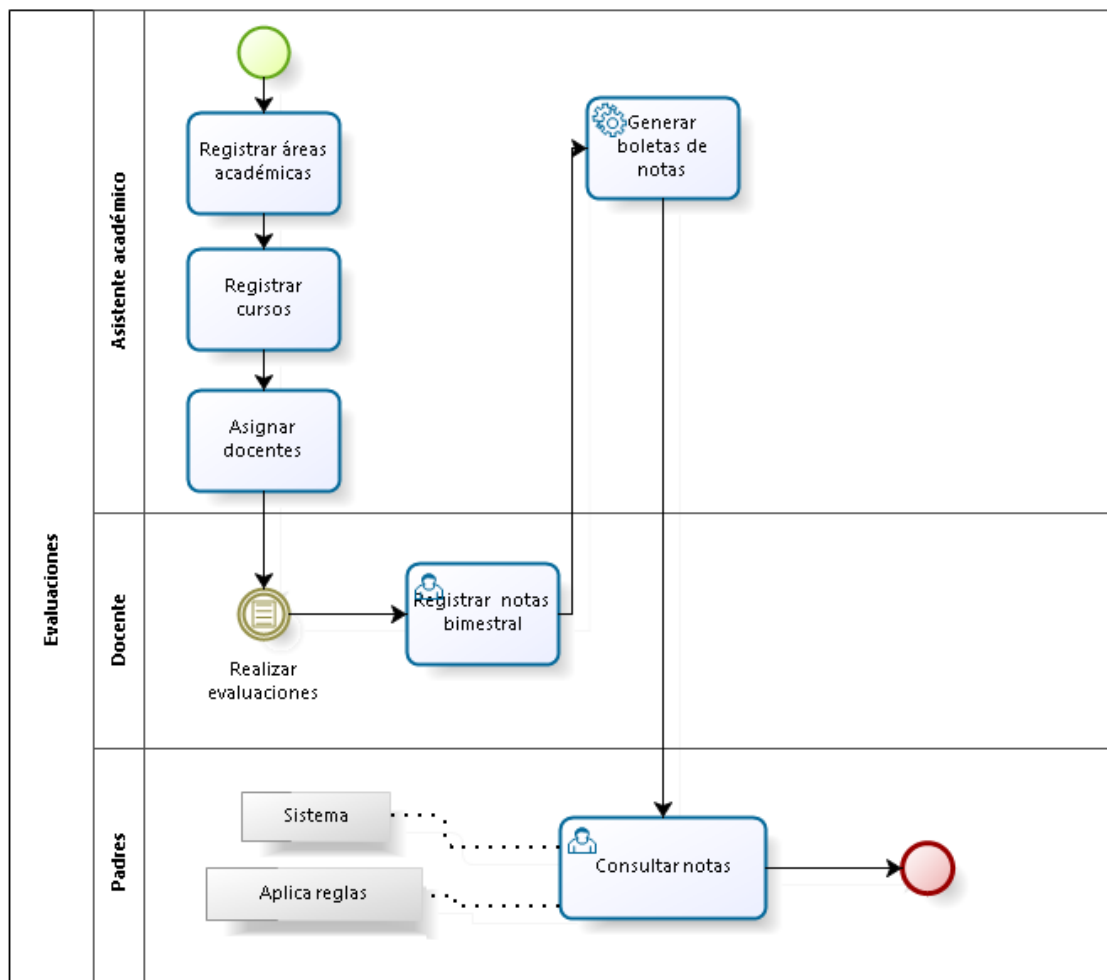 Evaluaciones
Asistente académico
Registrar áreas
académicas
Registrar
cursos
Asignar
docentes
Generar
boletas de
notas
Docente
Realizar
evaluaciones
Registrar notas
bimestral
Padres
Sistema
Aplica reglas
Consultar notas